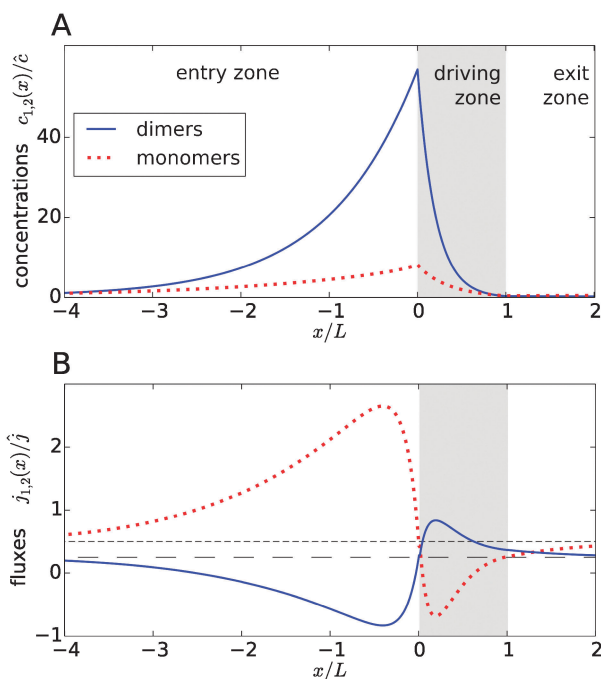 A
concentrations c₁,₂(x)/ĉ
entry zone
driving zone
exit zone
dimers
monomers
40
20
0
−4 −3 −2 −1 0 1 2
x/L
B
fluxes j₁,₂(x)/ĵ
2
1
0
−1
−4 −3 −2 −1 0 1 2
x/L